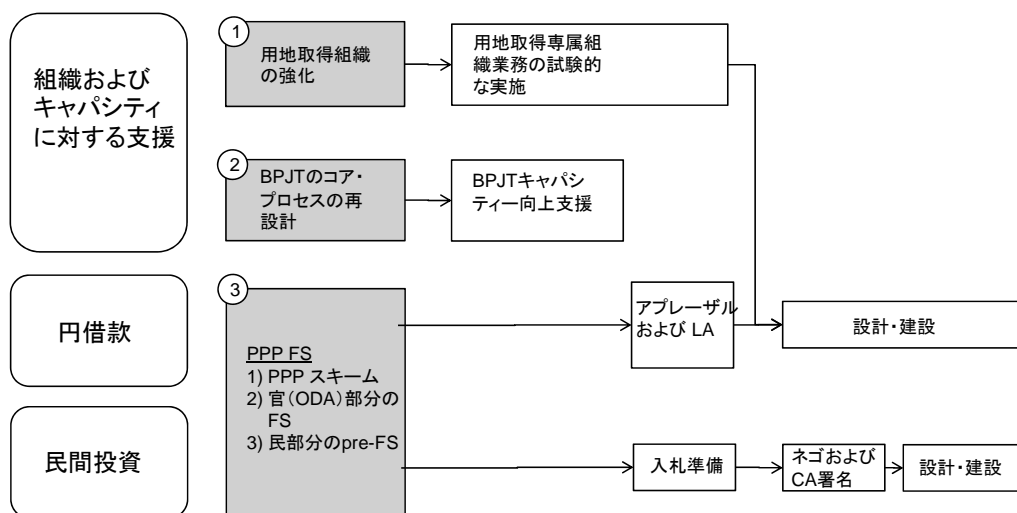 組織および
キャパシティ
に対する支援
1
用地取得組織
の強化
用地取得専属組
織業務の試験的
な実施
2
BPJTのコア・
プロセスの再
設計
BPJTキャパシ
ティー向上支援
円借款
3
PPP FS
1) PPP スキーム
2) 官(ODA)部分の
FS
3) 民部分のpre-FS
アプレーザル
および LA
設計・建設
民間投資
入札準備
ネゴおよび
CA署名
設計・建設